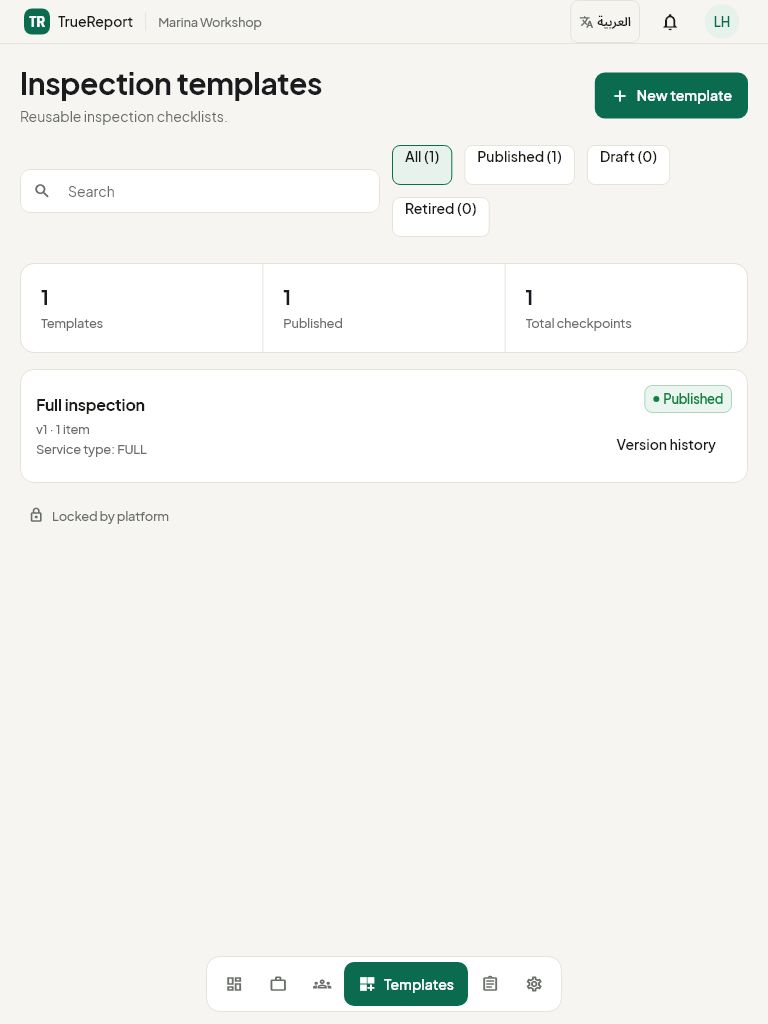 TR TrueReport Marina Workshop العربية LH
Inspection templates
Reusable inspection checklists.
New template
Search
All (1) Published (1) Draft (0)
Retired (0)
1 1 1
Templates Published Total checkpoints
Full inspection
Published
v1 · 1 item
Service type: FULL
Version history
Locked by platform
Templates